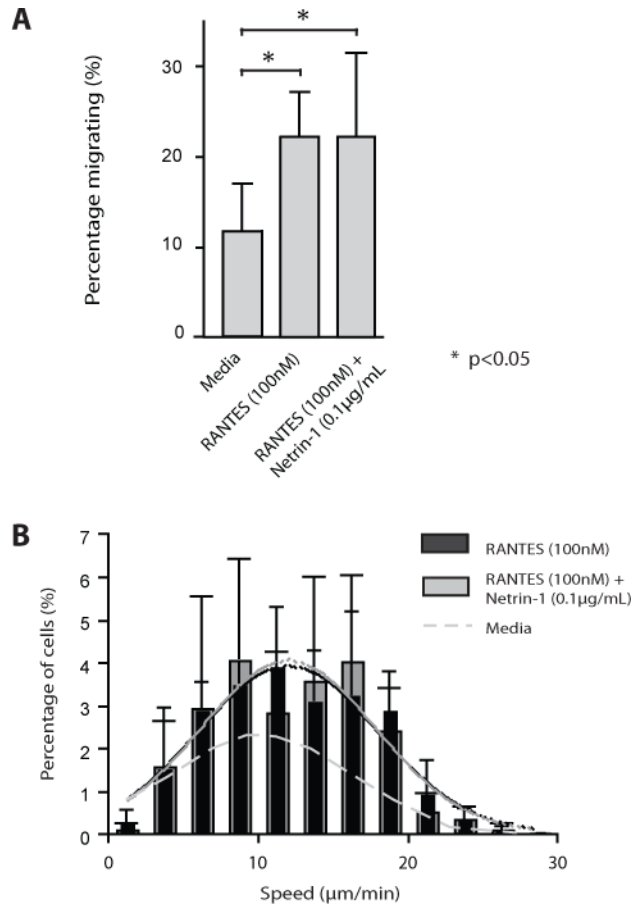 A
*
*
Percentage migrating (%)
30
20
10
0
Media
RANTES (100nM)
RANTES (100nM) +
Netrin-1 (0.1µg/mL)
* p<0.05
B
Percentage of cells (%)
7
6
5
4
3
2
1
0
0
10
20
30
Speed (µm/min)
RANTES (100nM)
RANTES (100nM) +
Netrin-1 (0.1µg/mL)
Media